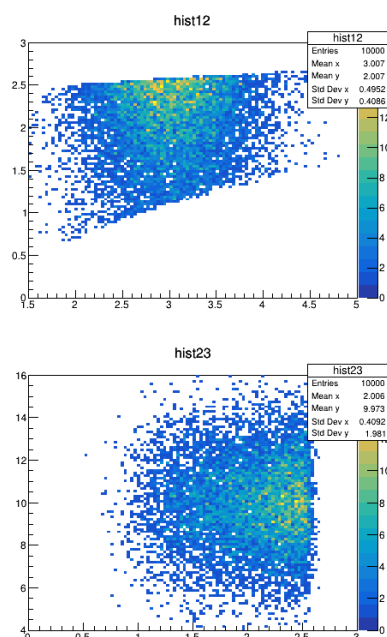 hist12
hist12
Entries 10000
Mean x 3.007
Mean y 2.007
Std Dev x 0.4952
Std Dev y 0.4086
3
2.5
2
1.5
1
0.5
0
12
10
8
6
4
2
0
1.5 2 2.5 3 3.5 4 4.5 5
hist23
hist23
Entries 10000
Mean x 2.006
Mean y 9.973
Std Dev x 0.4092
Std Dev y 1.981
16
14
12
10
8
6
4
10
8
6
4
2
0
0 0.5 1 1.5 2 2.5